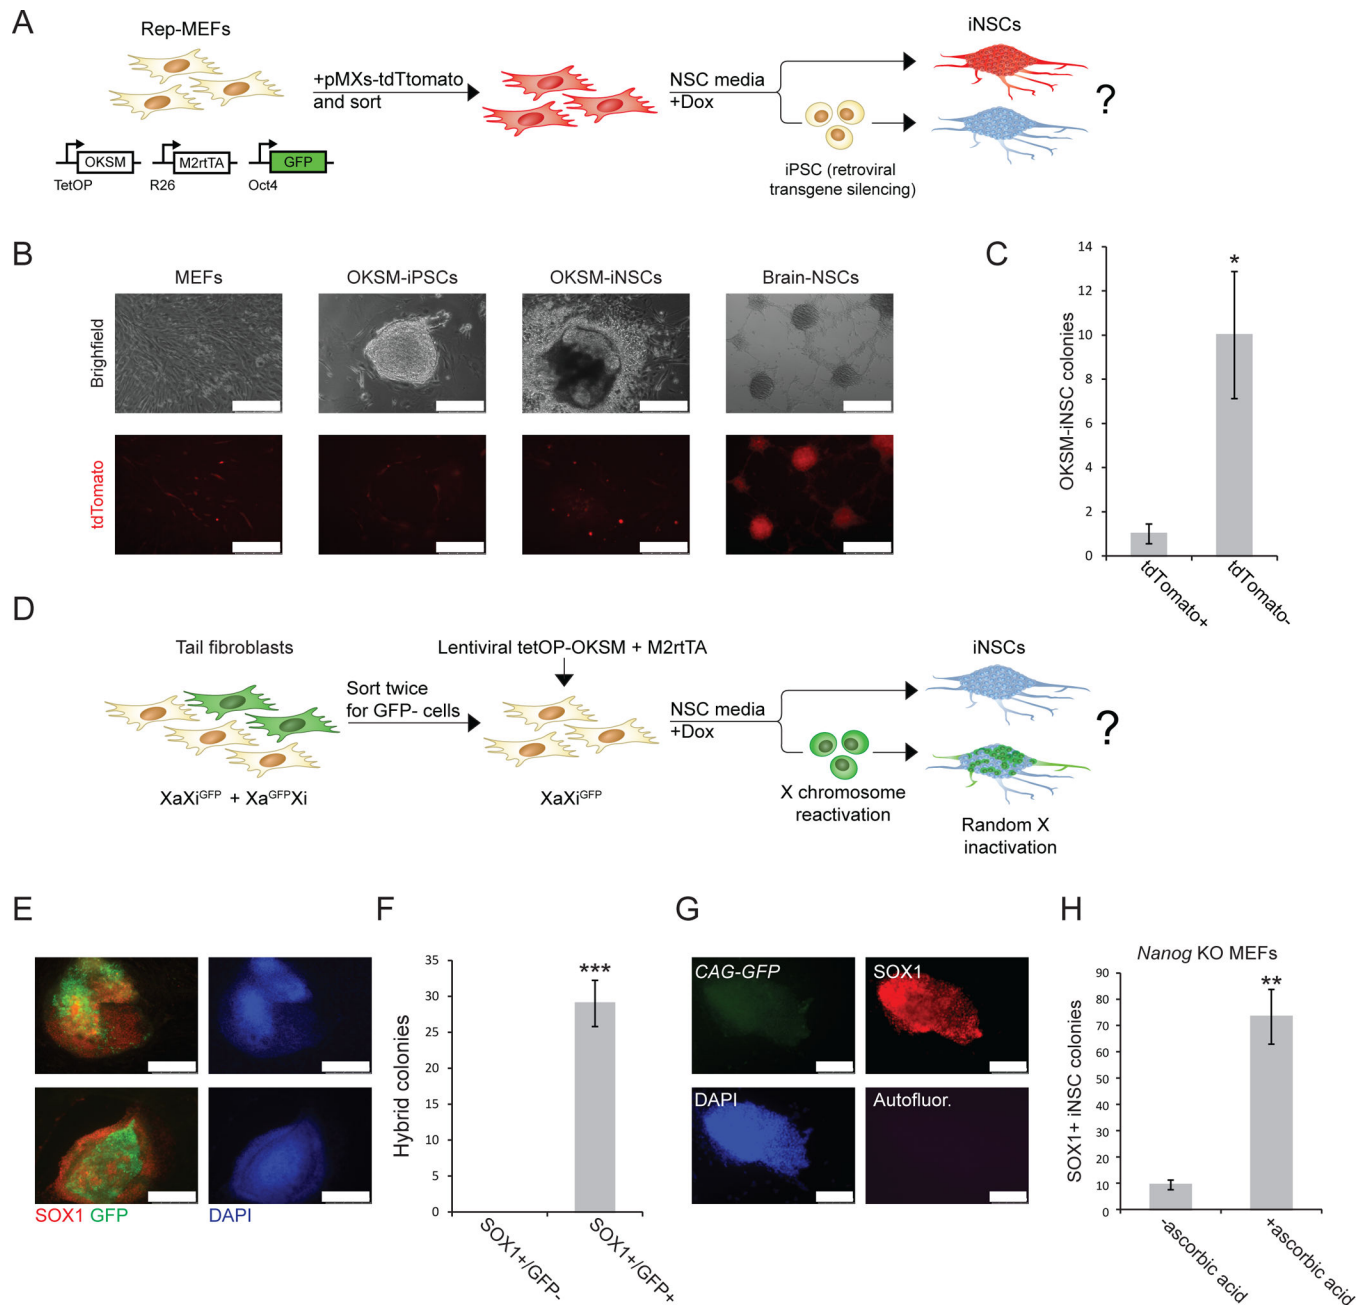 A
Rep-MEFs
+pMXs-tdTtomato
and sort
NSC media
+Dox
iNSCs
?
iPSC (retroviral
transgene silencing)
OKSM
M2rtTA
GFP
TetOP
R26
Oct4
B
MEFs
OKSM-iPSCs
OKSM-iNSCs
Brain-NSCs
Brighfield
tdTomato
C
OKSM-iNSC colonies
14
12
10
8
6
4
2
0
*
tdTomato+
tdTomato-
D
Tail fibroblasts
XaXiGFP + XaGFPXi
Sort twice
for GFP- cells
Lentiviral tetOP-OKSM + M2rtTA
XaXiGFP
NSC media
+Dox
X chromosome
reactivation
iNSCs
?
Random X
inactivation
E
SOX1 GFP
DAPI
F
Hybrid colonies
35
30
25
20
15
10
5
0
***
SOX1+/GFP-
SOX1+/GFP+
G
CAG-GFP
SOX1
DAPI
Autofluor.
H
Nanog KO MEFs
SOX1+ iNSC colonies
90
80
70
60
50
40
30
20
10
0
**
-ascorbic acid
+ascorbic acid